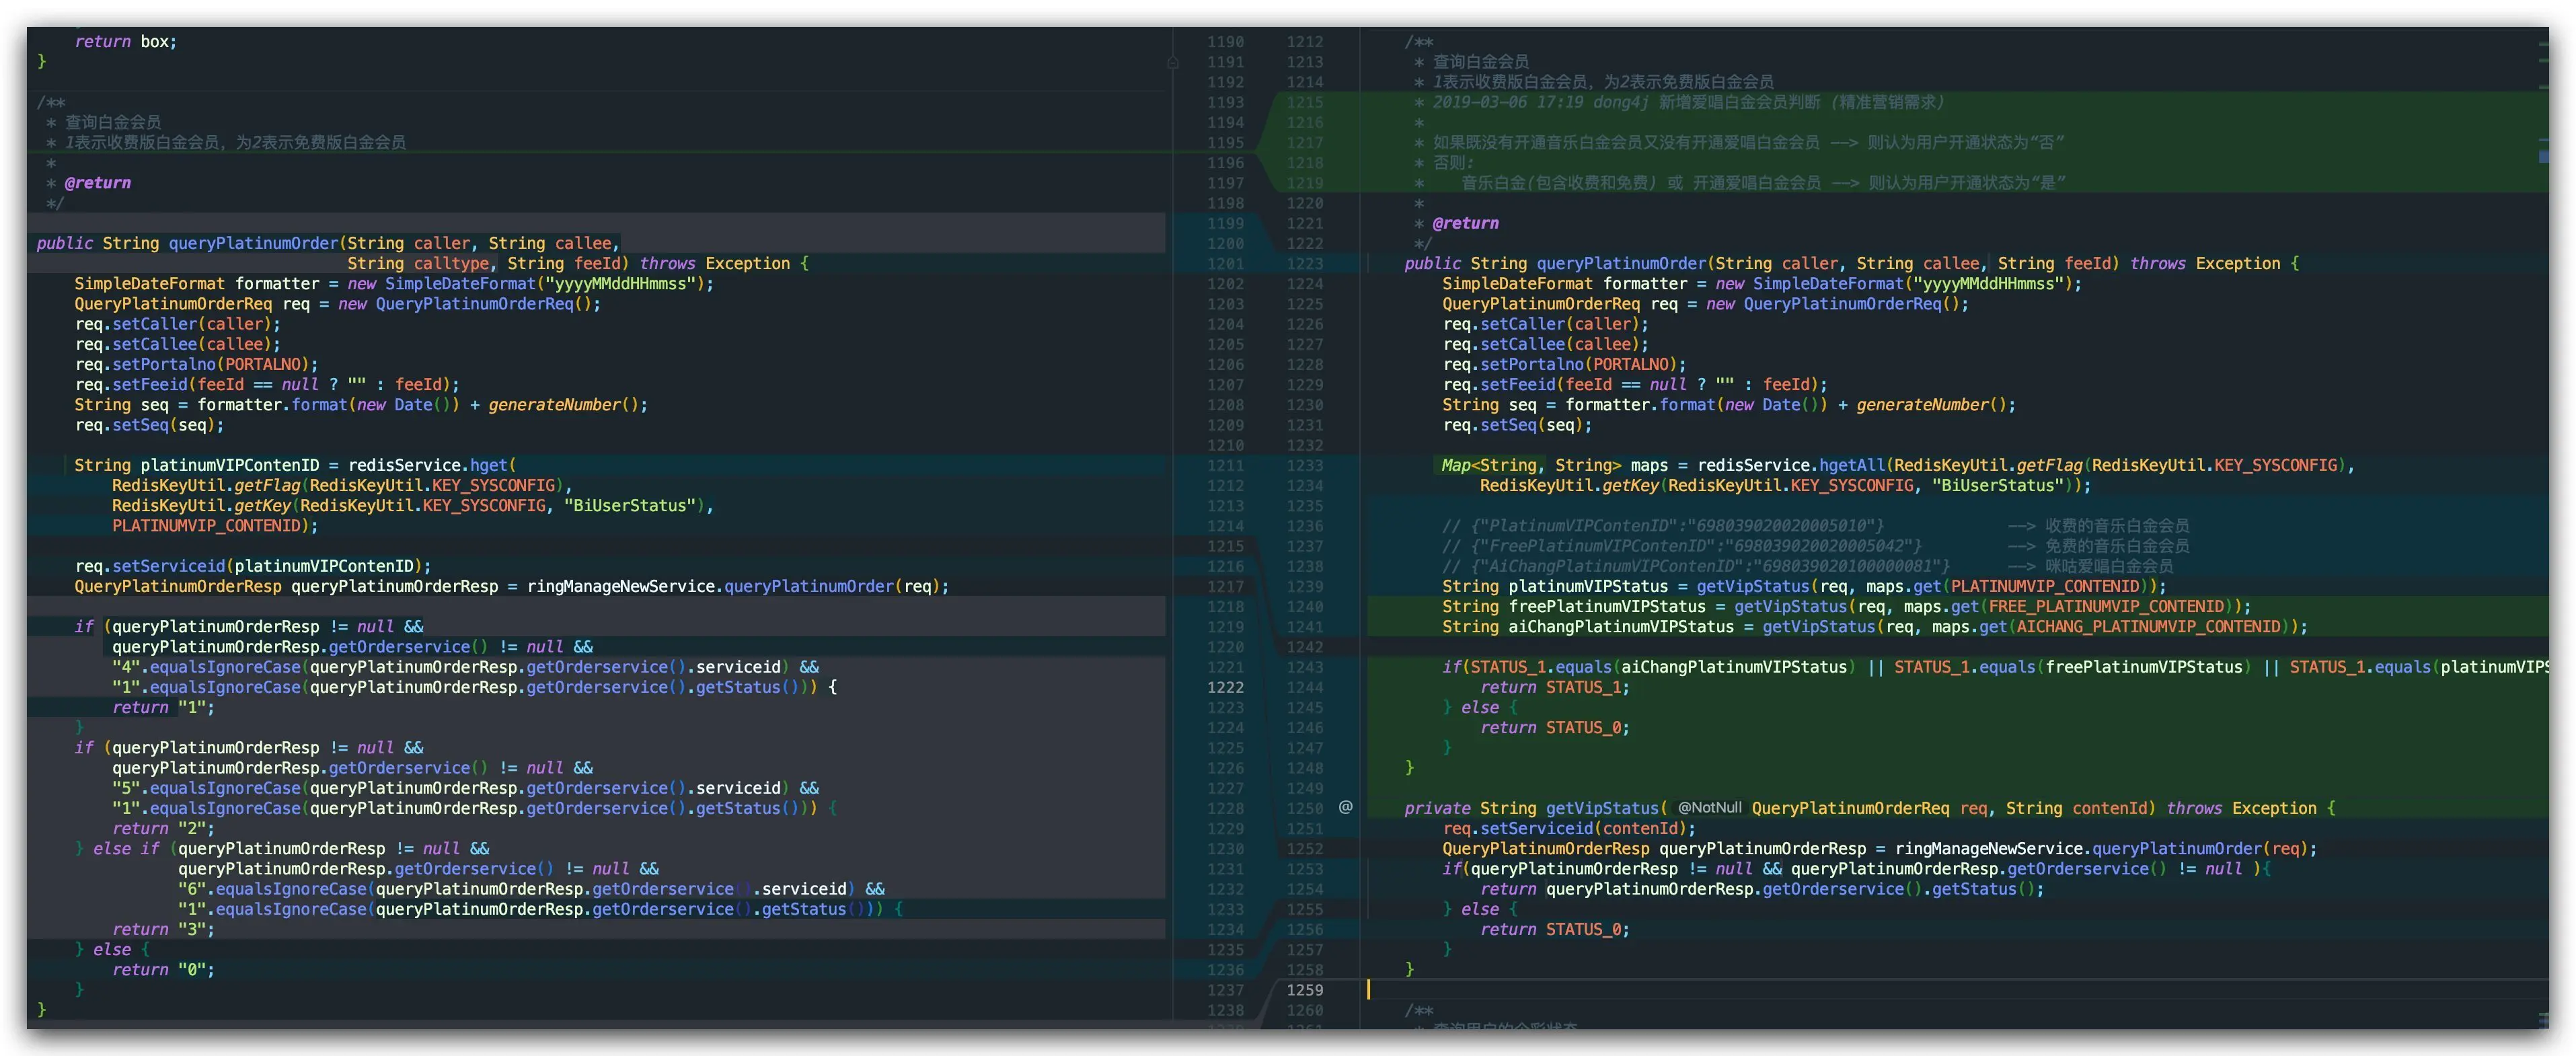 return box;
}
/**
* 查询白金会员
* 1表示收费版白金会员，为2表示免费版白金会员
*
* @return
*/
public String queryPlatinumOrder(String caller, String callee,
String calltype, String feeId) throws Exception {
SimpleDateFormat formatter = new SimpleDateFormat("yyyyMMddHHmmss");
QueryPlatinumOrderReq req = new QueryPlatinumOrderReq();
req.setCaller(caller);
req.setCallee(callee);
req.setPortalno(PORTALNO);
req.setFeeid(feeId == null ? "" : feeId);
String seq = formatter.format(new Date()) + generateNumber();
req.setSeq(seq);
String platinumVIPContenID = redisService.hget(
RedisKeyUtil.getFlag(RedisKeyUtil.KEY_SYSCONFIG),
RedisKeyUtil.getKey(RedisKeyUtil.KEY_SYSCONFIG, "BiUserStatus"),
PLATINUMVIP_CONTENID);
req.setServiceid(platinumVIPContenID);
QueryPlatinumOrderResp queryPlatinumOrderResp = ringManageNewService.queryPlatinumOrder(req);
if (queryPlatinumOrderResp != null &&
queryPlatinumOrderResp.getOrderservice() != null &&
"4".equalsIgnoreCase(queryPlatinumOrderResp.getOrderservice().serviceid) &&
"1".equalsIgnoreCase(queryPlatinumOrderResp.getOrderservice().getStatus())) {
return "1";
}
if (queryPlatinumOrderResp != null &&
queryPlatinumOrderResp.getOrderservice() != null &&
"5".equalsIgnoreCase(queryPlatinumOrderResp.getOrderservice().serviceid) &&
"1".equalsIgnoreCase(queryPlatinumOrderResp.getOrderservice().getStatus())) {
return "2";
} else if (queryPlatinumOrderResp != null &&
queryPlatinumOrderResp.getOrderservice() != null &&
"6".equalsIgnoreCase(queryPlatinumOrderResp.getOrderservice().serviceid) &&
"1".equalsIgnoreCase(queryPlatinumOrderResp.getOrderservice().getStatus())) {
return "3";
} else {
return "0";
}
}
1190 1212 /**
1191 1213 * 查询白金会员
1192 1214 * 1表示收费版白金会员，为2表示免费版白金会员
1193 1215 * 2019-03-06 17:19 dong4j 新增爱唱白金会员判断 (精准营销需求)
1194 1216 *
1195 1217 * 如果既没有开通音乐白金会员又没有开通爱唱白金会员 --> 则认为用户开通状态为“否”
1196 1218 * 否则:
1197 1219 * 音乐白金(包含收费和免费) 或 开通爱唱白金会员 --> 则认为用户开通状态为“是”
1198 1220 *
1199 1221 * @return
1200 1222 */
1201 1223 public String queryPlatinumOrder(String caller, String callee, String feeId) throws Exception {
1202 1224 SimpleDateFormat formatter = new SimpleDateFormat("yyyyMMddHHmmss");
1203 1225 QueryPlatinumOrderReq req = new QueryPlatinumOrderReq();
1204 1226 req.setCaller(caller);
1205 1227 req.setCallee(callee);
1206 1228 req.setPortalno(PORTALNO);
1207 1229 req.setFeeid(feeId == null ? "" : feeId);
1208 1230 String seq = formatter.format(new Date()) + generateNumber();
1209 1231 req.setSeq(seq);
1210 1232
1211 1233 Map<String, String> maps = redisService.hgetAll(RedisKeyUtil.getFlag(RedisKeyUtil.KEY_SYSCONFIG),
1212 1234 RedisKeyUtil.getKey(RedisKeyUtil.KEY_SYSCONFIG, "BiUserStatus"));
1213 1235
1214 1236 // {"PlatinumVIPContenID":"698039020020005010"} --> 收费的音乐白金会员
1215 1237 // {"FreePlatinumVIPContenID":"698039020020005042"} --> 免费的音乐白金会员
1216 1238 // {"AiChangPlatinumVIPContenID":"698039020100000081"} --> 咪咕爱唱白金会员
1217 1239 String platinumVIPStatus = getVipStatus(req, maps.get(PLATINUMVIP_CONTENID));
1218 1240 String freePlatinumVIPStatus = getVipStatus(req, maps.get(FREE_PLATINUMVIP_CONTENID));
1219 1241 String aiChangPlatinumVIPStatus = getVipStatus(req, maps.get(AICHANG_PLATINUMVIP_CONTENID));
1220 1242
1221 1243 if(STATUS_1.equals(aiChangPlatinumVIPStatus) || STATUS_1.equals(freePlatinumVIPStatus) || STATUS_1.equals(platinumVIPS
1222 1244 return STATUS_1;
1223 1245 } else {
1224 1246 return STATUS_0;
1225 1247 }
1226 1248 }
1227 1249
1228 1250 @ private String getVipStatus( @NotNull QueryPlatinumOrderReq req, String contenId) throws Exception {
1229 1251 req.setServiceid(contenId);
1230 1252 QueryPlatinumOrderResp queryPlatinumOrderResp = ringManageNewService.queryPlatinumOrder(req);
1231 1253 if(queryPlatinumOrderResp != null && queryPlatinumOrderResp.getOrderservice() != null ){
1232 1254 return queryPlatinumOrderResp.getOrderservice().getStatus();
1233 1255 } else {
1234 1256 return STATUS_0;
1235 1257 }
1236 1258 }
1237 1259
1238 1260 /**